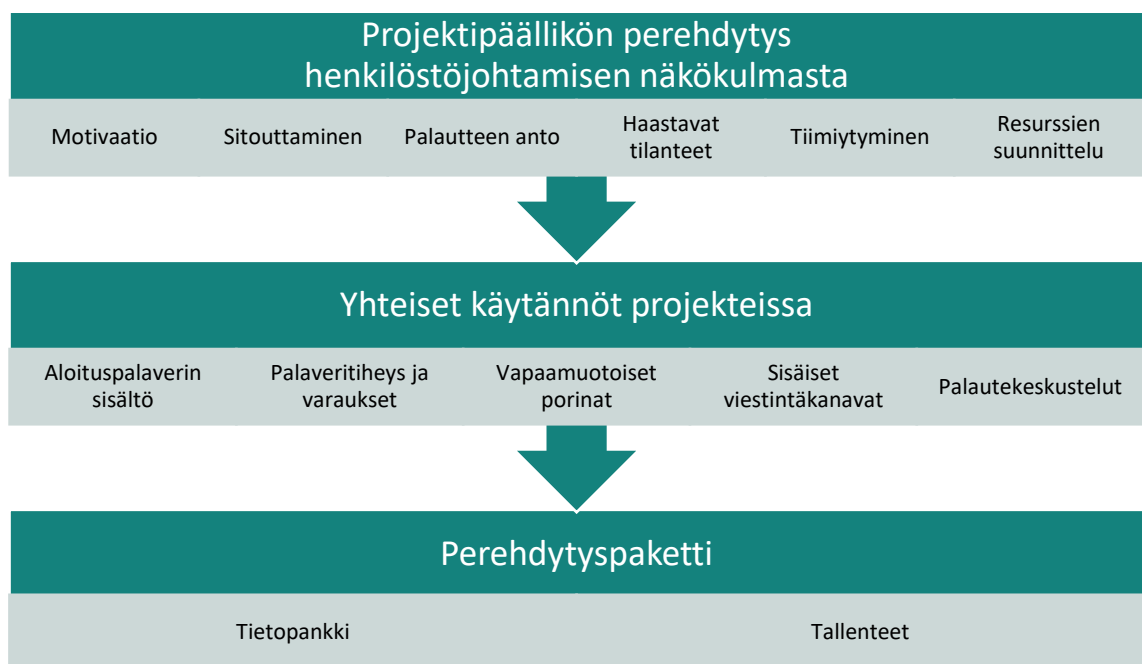 Projektipäällikön perehdytys
henkilöstöjohtamisen näkökulmasta
Motivaatio
Sitouttaminen
Palautteen anto
Haastavat
tilanteet
Tiimiytyminen
Resurssien
suunnittelu
Yhteiset käytännöt projekteissa
Aloituspalaverin
sisältö
Palaveritiheys ja
varaukset
Vapaamuotoiset
porinat
Sisäiset
viestintäkanavat
Palautekeskustelut
Perehdytyspaketti
Tietopankki
Tallenteet